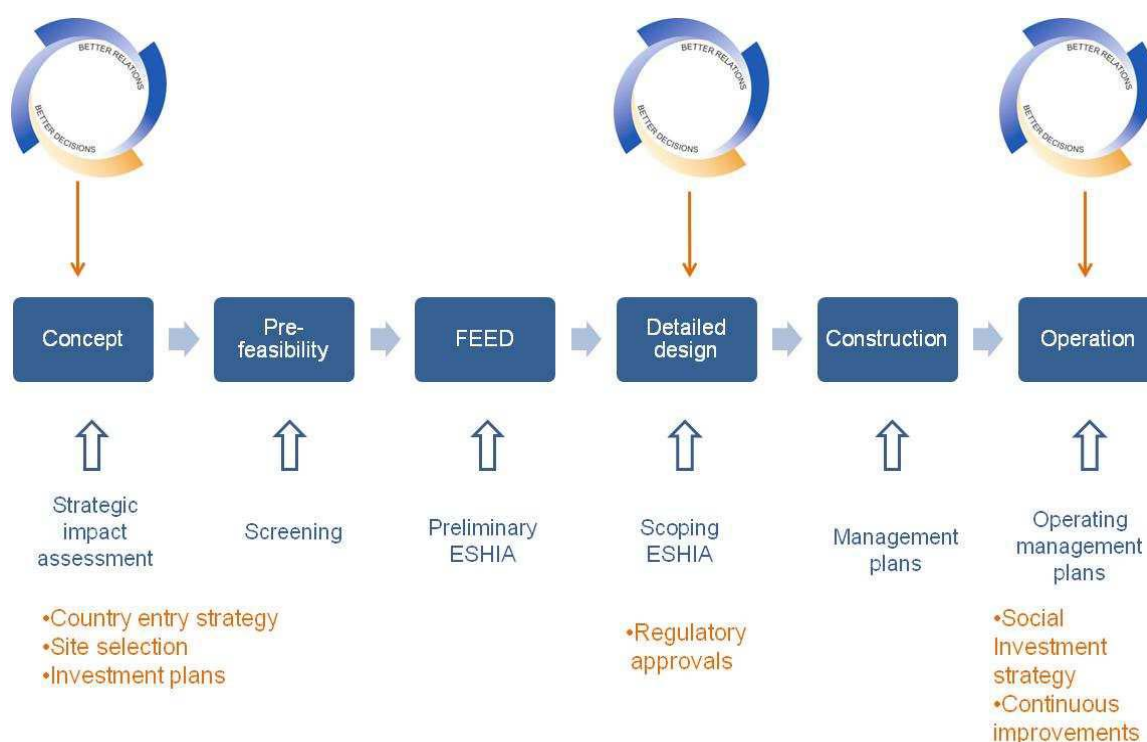 BETTER RELATIONS
BETTER DECISIONS
BETTER RELATIONS
BETTER DECISIONS
BETTER RELATIONS
BETTER DECISIONS
Concept
Pre-
feasibility
FEED
Detailed
design
Construction
Operation
Strategic
impact
assessment
Screening
Preliminary
ESHIA
Scoping
ESHIA
Management
plans
Operating
management
plans
•Country entry strategy
•Site selection
•Investment plans
•Regulatory
approvals
•Social
Investment
strategy
•Continuous
improvements